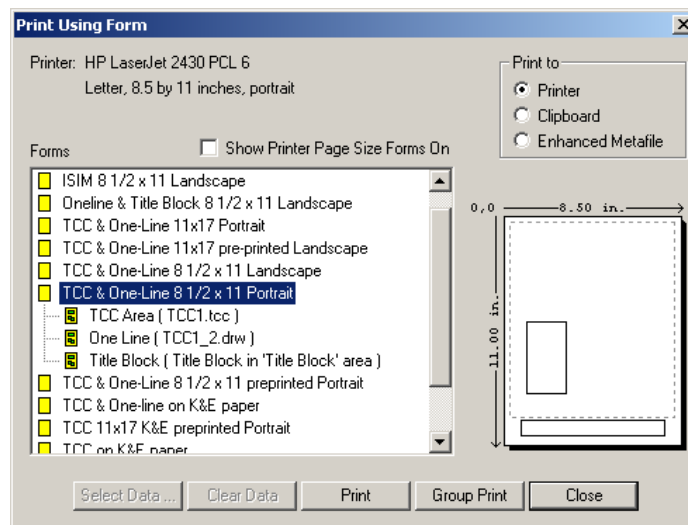 Print Using Form
Printer: HP LaserJet 2430 PCL 6
Letter, 8.5 by 11 inches, portrait
Print to
Printer
Clipboard
Enhanced Metafile
Forms
Show Printer Page Size Forms On
ISIM 8 1/2 x 11 Landscape
Oneline & Title Block 8 1/2 x 11 Landscape
TCC & One-Line 11x17 Portrait
TCC & One-Line 11x17 pre-printed Landscape
TCC & One-Line 8 1/2 x 11 Landscape
TCC & One-Line 8 1/2 x 11 Portrait
TCC Area ( TCC1.tcc )
One Line ( TCC1_2.drw )
Title Block ( Title Block in 'Title Block' area )
TCC & One-Line 8 1/2 x 11 preprinted Portrait
TCC & One-line on K&E paper
TCC 11x17 K&E preprinted Portrait
TCC on K&E paper
0,0
8.50 in.
11.00 in.
Select Data ...
Clear Data
Print
Group Print
Close